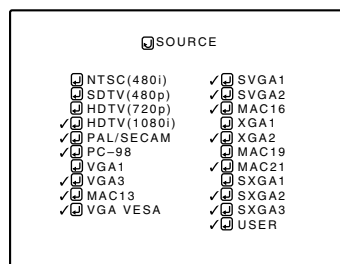 SOURCE
NTSC(480i)
SDTV(480p)
HDTV(720p)
✓ HDTV(1080i)
✓ PAL/SECAM
✓ PC–98
VGA1
✓ VGA3
✓ MAC13
✓ VGA VESA
✓ SVGA1
✓ SVGA2
✓ MAC16
XGA1
✓ XGA2
MAC19
✓ MAC21
SXGA1
✓ SXGA2
✓ SXGA3
✓ USER